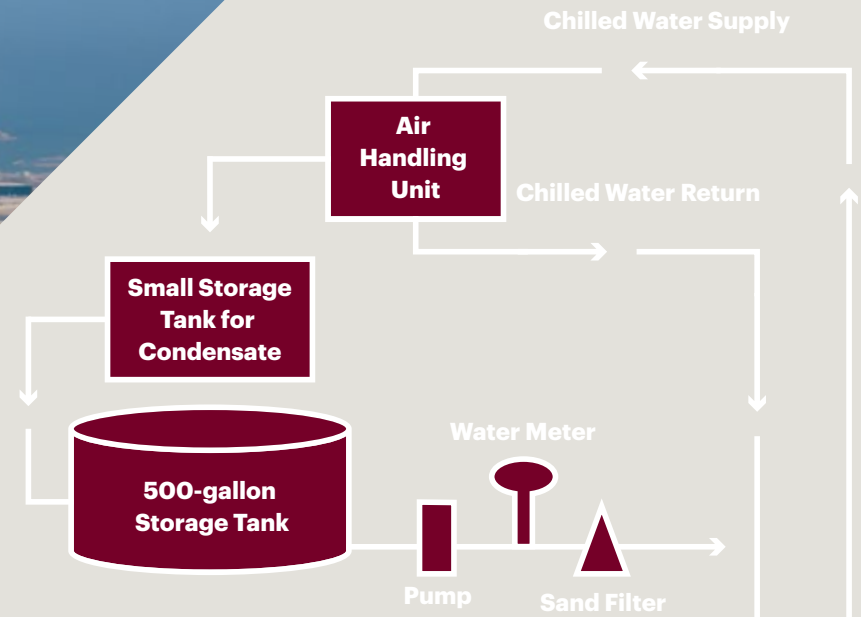 Chilled Water Supply
Air
Handling
Unit
Chilled Water Return
Small Storage
Tank for
Condensate
Water Meter
500-gallon
Storage Tank
Pump
Sand Filter